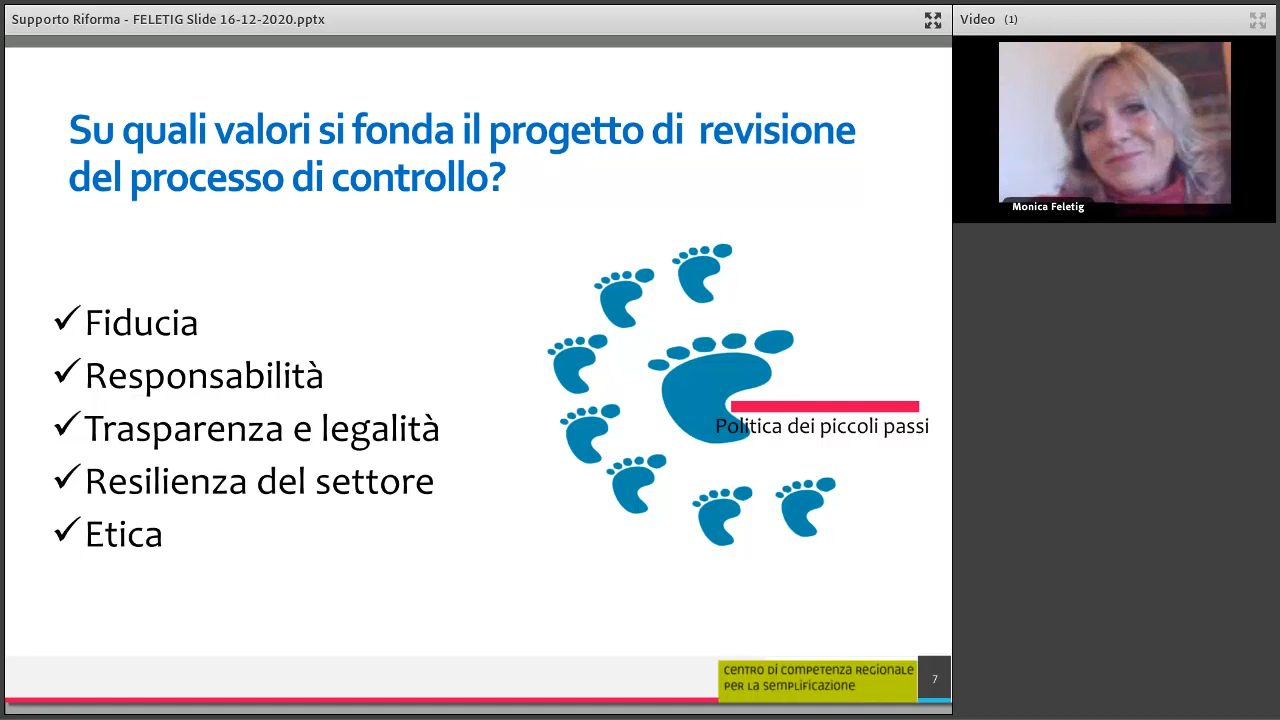 Supporto Riforma - FELETIG Slide 16-12-2020.pptx
Video (1)
Monica Feletig
Su quali valori si fonda il progetto di revisione
del processo di controllo?
✓Fiducia
✓Responsabilità
✓Trasparenza e legalità
✓Resilienza del settore
✓Etica
Politica dei piccoli passi
CENTRO DI COMPETENZA REGIONALE
PER LA SEMPLIFICAZIONE
7